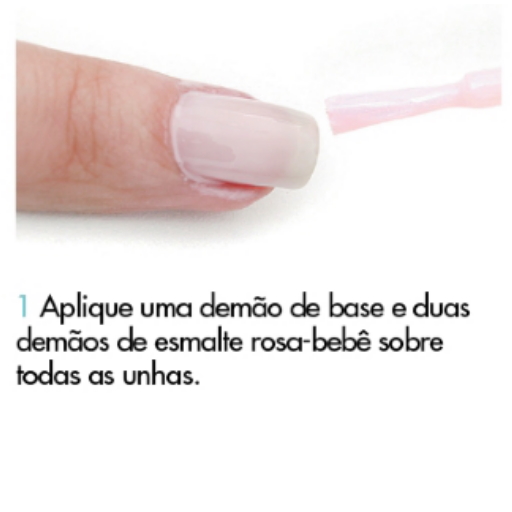 1 Aplique uma demão de base e duas
demãos de esmalte rosa-bebê sobre
todas as unhas.